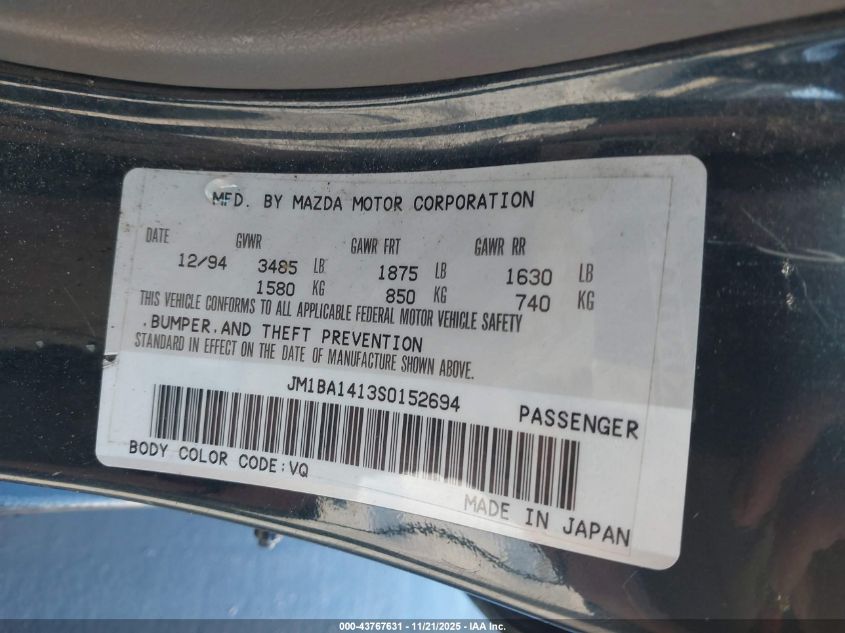 MFD. BY MAZDA MOTOR CORPORATION
DATE GVWR GAWR FRT GAWR RR
12/94 3485 LB 1875 LB 1630 LB
1580 KG 850 KG 740 KG
THIS VEHICLE CONFORMS TO ALL APPLICABLE FEDERAL MOTOR VEHICLE SAFETY
,BUMPER,AND THEFT PREVENTION
STANDARD IN EFFECT ON THE DATE OF MANUFACTURE SHOWN ABOVE.
JM1BA1413S0152694 PASSENGER
BODY COLOR CODE:VQ
MADE IN JAPAN
000-43767631 - 11/21/2025 - IAA Inc.